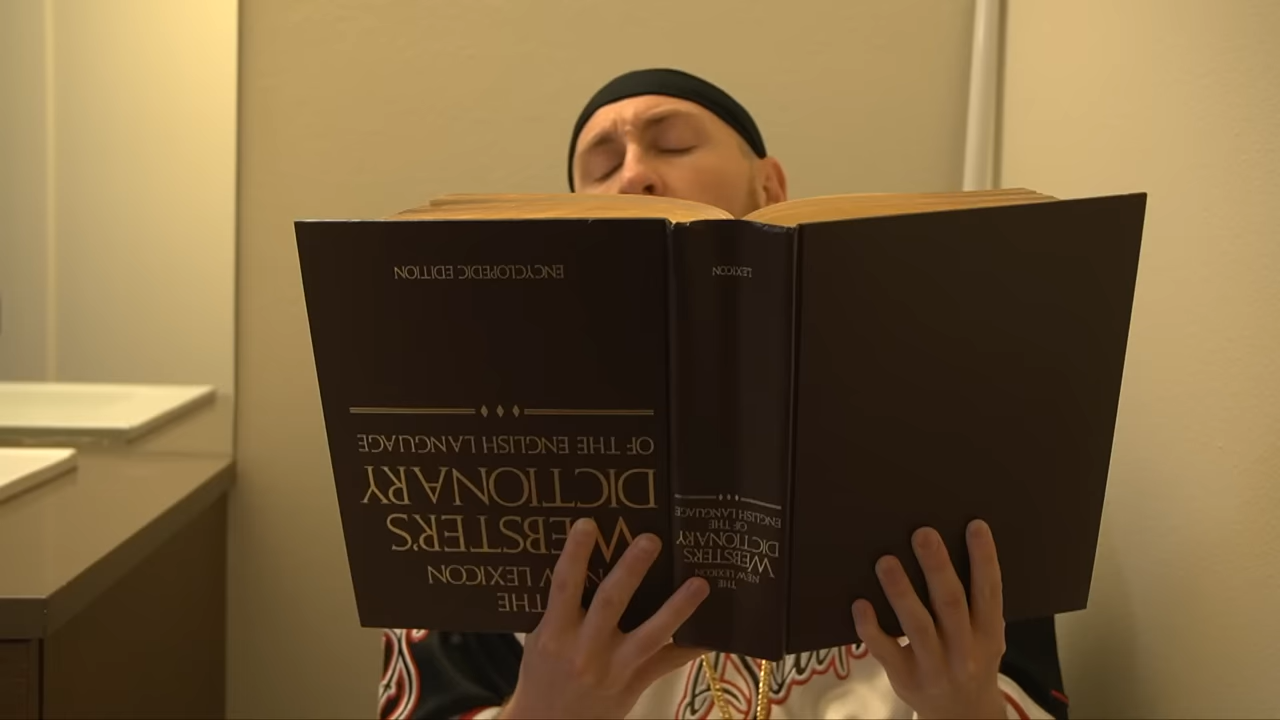 THE
NEW LEXICON
WEBSTER'S
DICTIONARY
OF THE ENGLISH LANGUAGE
ENCYCLOPEDIC EDITION
THE
NEW LEXICON
WEBSTER'S
DICTIONARY
OF THE
ENGLISH LANGUAGE
LEXICON